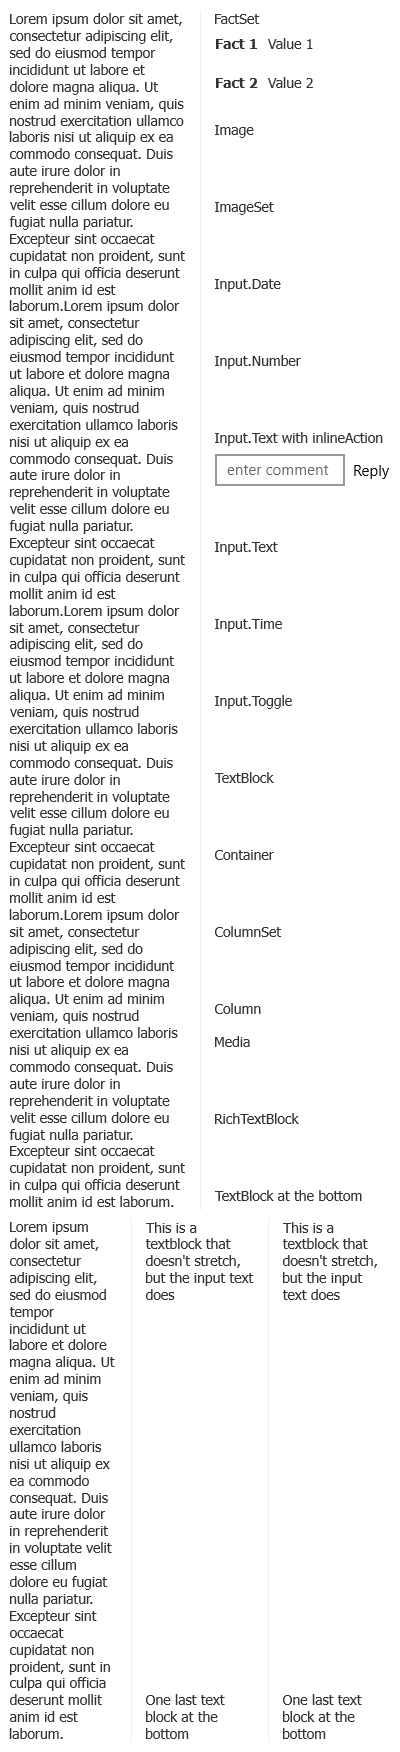 Lorem ipsum dolor sit amet,
consectetur adipiscing elit,
sed do eiusmod tempor
incididunt ut labore et
dolore magna aliqua. Ut
enim ad minim veniam, quis
nostrud exercitation ullamco
laboris nisi ut aliquip ex ea
commodo consequat. Duis
aute irure dolor in
reprehenderit in voluptate
velit esse cillum dolore eu
fugiat nulla pariatur.
Excepteur sint occaecat
cupidatat non proident, sunt
in culpa qui officia deserunt
mollit anim id est
laborum.Lorem ipsum dolor
sit amet, consectetur
adipiscing elit, sed do
eiusmod tempor incididunt
ut labore et dolore magna
aliqua. Ut enim ad minim
veniam, quis nostrud
exercitation ullamco laboris
nisi ut aliquip ex ea
commodo consequat. Duis
aute irure dolor in
reprehenderit in voluptate
velit esse cillum dolore eu
fugiat nulla pariatur.
Excepteur sint occaecat
cupidatat non proident, sunt
in culpa qui officia deserunt
mollit anim id est
laborum.Lorem ipsum dolor
sit amet, consectetur
adipiscing elit, sed do
eiusmod tempor incididunt
ut labore et dolore magna
aliqua. Ut enim ad minim
veniam, quis nostrud
exercitation ullamco laboris
nisi ut aliquip ex ea
commodo consequat. Duis
aute irure dolor in
reprehenderit in voluptate
velit esse cillum dolore eu
fugiat nulla pariatur.
Excepteur sint occaecat
cupidatat non proident, sunt
in culpa qui officia deserunt
mollit anim id est
laborum.Lorem ipsum dolor
sit amet, consectetur
adipiscing elit, sed do
eiusmod tempor incididunt
ut labore et dolore magna
aliqua. Ut enim ad minim
veniam, quis nostrud
exercitation ullamco laboris
nisi ut aliquip ex ea
commodo consequat. Duis
aute irure dolor in
reprehenderit in voluptate
velit esse cillum dolore eu
fugiat nulla pariatur.
Excepteur sint occaecat
cupidatat non proident, sunt
in culpa qui officia deserunt
mollit anim id est laborum.
FactSet
Fact 1 Value 1
Fact 2 Value 2
Image
ImageSet
Input.Date
Input.Number
Input.Text with inlineAction
enter comment Reply
Input.Text
Input.Time
Input.Toggle
TextBlock
Container
ColumnSet
Column
Media
RichTextBlock
TextBlock at the bottom
Lorem ipsum
dolor sit amet,
consectetur
adipiscing elit,
sed do eiusmod
tempor
incididunt ut
labore et dolore
magna aliqua. Ut
enim ad minim
veniam, quis
nostrud
exercitation
ullamco laboris
nisi ut aliquip ex
ea commodo
consequat. Duis
aute irure dolor
in reprehenderit
in voluptate velit
esse cillum
dolore eu fugiat
nulla pariatur.
Excepteur sint
occaecat
cupidatat non
proident, sunt in
culpa qui officia
deserunt mollit
anim id est
laborum.
This is a
textblock that
doesn't stretch,
but the input text
does
One last text
block at the
bottom
This is a
textblock that
doesn't stretch,
but the input
text does
One last text
block at the
bottom